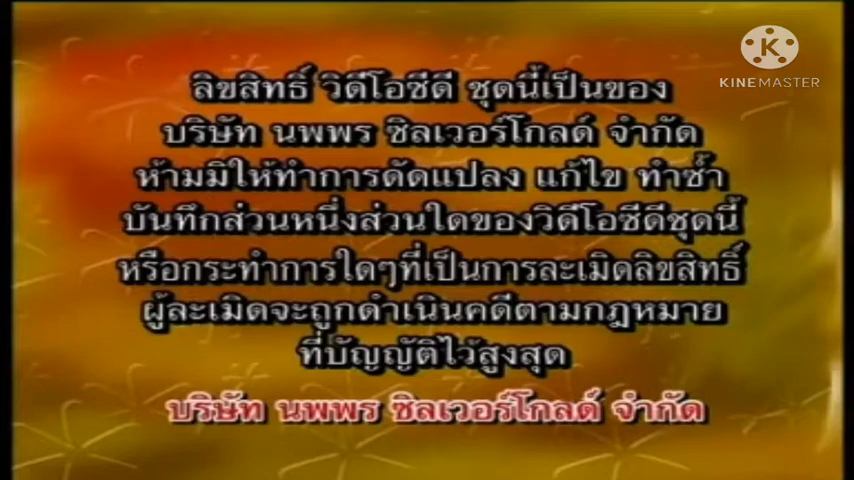 KINEMASTER
ลิขสิทธิ์ วิดีโอซีดี ชุดนี้เป็นของ
บริษัท นพพร ซิลเวอร์โกลด์ จำกัด
ห้ามมิให้ทำการดัดแปลง แก้ไข ทำซ้ำ
บันทึกส่วนหนึ่งส่วนใดของวิดีโอซีดีชุดนี้
หรือกระทำการใดๆที่เป็นการละเมิดลิขสิทธิ์
ผู้ละเมิดจะถูกดำเนินคดีตามกฎหมาย
ที่บัญญัติไว้สูงสุด
บริษัท นพพร ซิลเวอร์โกลด์ จำกัด